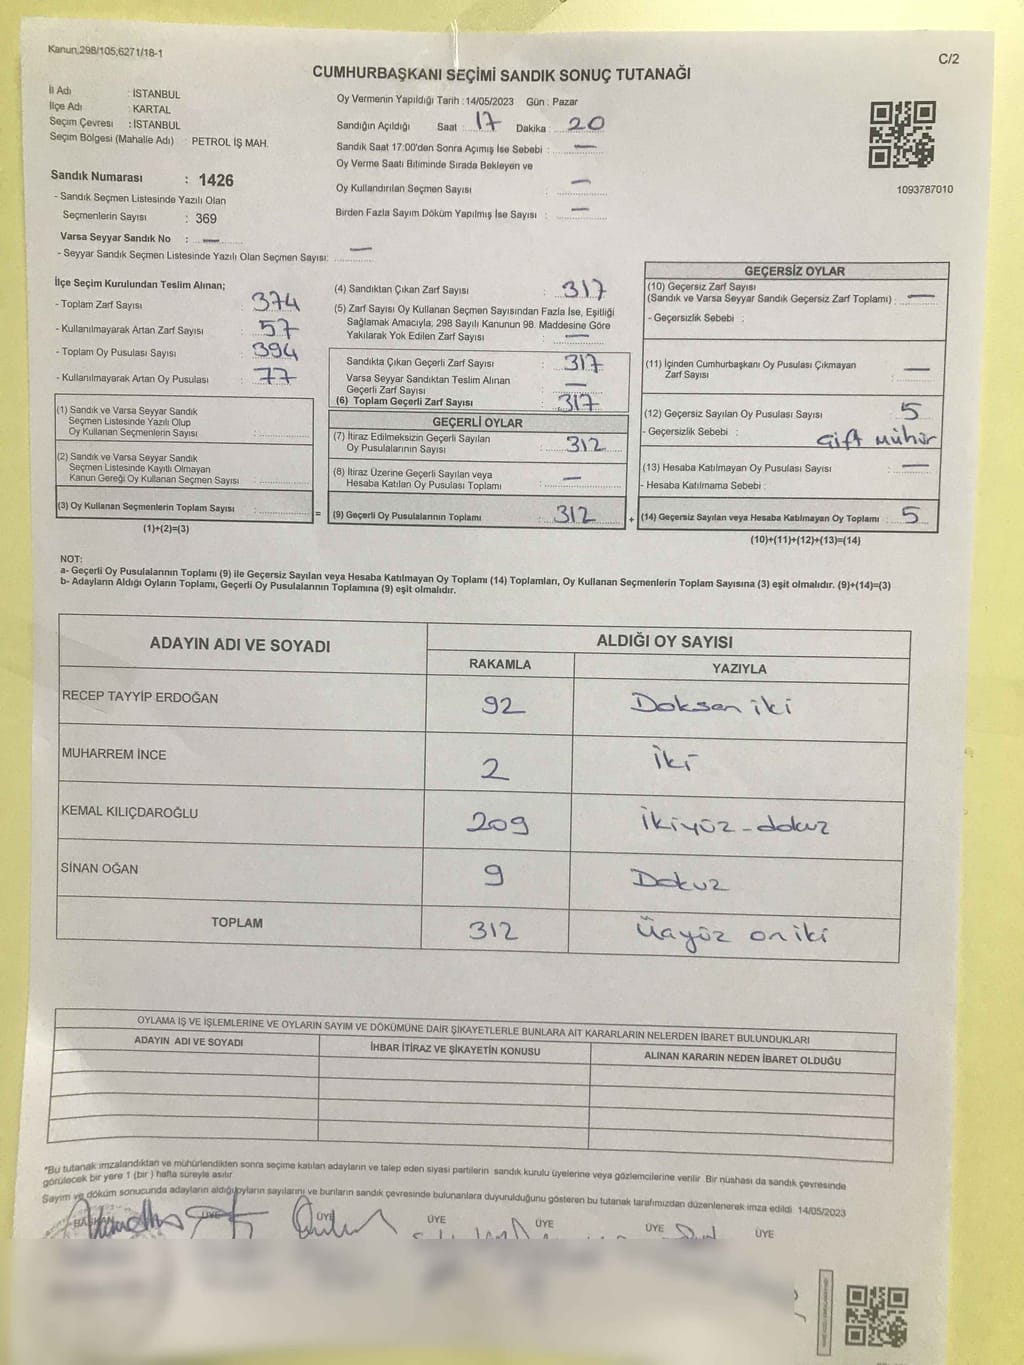 Kanun,298/105;6271/18-1
C/2
CUMHURBAŞKANI SEÇİMİ SANDIK SONUÇ TUTANAĞI
İl Adı : İSTANBUL
İlçe Adı : KARTAL
Seçim Çevresi : İSTANBUL
Seçim Bölgesi (Mahalle Adı) : PETROL İŞ MAH.
Sandık Numarası : 1426
- Sandık Seçmen Listesinde Yazılı Olan
Seçmenlerin Sayısı : 369
Varsa Seyyar Sandık No : —
- Seyyar Sandık Seçmen Listesinde Yazılı Olan Seçmen Sayısı: —
Oy Vermenin Yapıldığı Tarih : 14/05/2023 Gün : Pazar
Sandığın Açıldığı Saat : 17 Dakika : 20
Sandık Saat 17:00'den Sonra Açımış İse Sebebi : —
Oy Verme Saati Bitiminde Sırada Bekleyen ve
Oy Kullandırılan Seçmen Sayısı : —
Birden Fazla Sayım Döküm Yapılmış İse Sayısı : —
1093787010
İlçe Seçim Kurulundan Teslim Alınan;
- Toplam Zarf Sayısı : 374
- Kullanılmayarak Artan Zarf Sayısı : 57
- Toplam Oy Pusulası Sayısı : 394
- Kullanılmayarak Artan Oy Pusulası : 77
(1) Sandık ve Varsa Seyyar Sandık
Seçmen Listesinde Yazılı Olup
Oy Kullanan Seçmenlerin Sayısı :
(2) Sandık ve Varsa Seyyar Sandık
Seçmen Listesinde Kayıtlı Olmayan
Kanun Gereği Oy Kullanan Seçmen Sayısı :
(3) Oy Kullanan Seçmenlerin Toplam Sayısı :
(1)+(2)=(3)
=
(4) Sandıktan Çıkan Zarf Sayısı : 317
(5) Zarf Sayısı Oy Kullanan Seçmen Sayısından Fazla İse, Eşitliği
Sağlamak Amacıyla, 298 Sayılı Kanunun 98. Maddesine Göre
Yakılarak Yok Edilen Zarf Sayısı : —
Sandıkta Çıkan Geçerli Zarf Sayısı : 317
Varsa Seyyar Sandıktan Teslim Alınan
Geçerli Zarf Sayısı : —
(6) Toplam Geçerli Zarf Sayısı : 317
GEÇERLİ OYLAR
(7) İtiraz Edilmeksizin Geçerli Sayılan
Oy Pusulalarının Sayısı : 312
(8) İtiraz Üzerine Geçerli Sayılan veya
Hesaba Katılan Oy Pusulası Toplamı : —
(9) Geçerli Oy Pusulalarının Toplamı : 312
+
GEÇERSİZ OYLAR
(10) Geçersiz Zarf Sayısı
(Sandık ve Varsa Seyyar Sandık Geçersiz Zarf Toplamı) : —
- Geçersizlik Sebebi :
(11) İçinden Cumhurbaşkanı Oy Pusulası Çıkmayan
Zarf Sayısı : —
(12) Geçersiz Sayılan Oy Pusulası Sayısı : 5
- Geçersizlik Sebebi : Çift Mühür
(13) Hesaba Katılmayan Oy Pusulası Sayısı : —
- Hesaba Katılmama Sebebi :
(14) Geçersiz Sayılan veya Hesaba Katılmayan Oy Toplamı : 5
(10)+(11)+(12)+(13)=(14)
NOT:
a- Geçerli Oy Pusulalarının Toplamı (9) ile Geçersiz Sayılan veya Hesaba Katılmayan Oy Toplamı (14) Toplamları, Oy Kullanan Seçmenlerin Toplam Sayısına (3) eşit olmalıdır. (9)+(14)=(3)
b- Adayların Aldığı Oyların Toplamı, Geçerli Oy Pusulalarının Toplamına (9) eşit olmalıdır.
ADAYIN ADI VE SOYADI ALDIĞI OY SAYISI
RAKAMLA YAZIYLA
RECEP TAYYİP ERDOĞAN 92 Doksan iki
MUHARREM İNCE 2 İki
KEMAL KILIÇDAROĞLU 209 İkiyüz-dokuz
SİNAN OĞAN 9 Dokuz
TOPLAM 312 Üçyüz on iki
OYLAMA İŞ VE İŞLEMLERİNE VE OYLARIN SAYIM VE DÖKÜMÜNE DAİR ŞİKAYETLERLE BUNLARA AİT KARARLARIN NELERDEN İBARET BULUNDUKLARI
ADAYIN ADI VE SOYADI İHBAR İTİRAZ VE ŞİKAYETİN KONUSU ALINAN KARARIN NEDEN İBARET OLDUĞU
*Bu tutanak imzalandıktan ve mühürlendikten sonra seçime katılan adayların ve talep eden siyasi partilerin sandık kurulu üyelerine veya gözlemcilerine verilir. Bir nüshası da sandık çevresinde
görülecek bir yere 1 (bir ) hafta süreyle asılır.
Sayım ve döküm sonucunda adayların aldığı oyların sayılarını ve bunların sandık çevresinde bulunanlara duyurulduğunu gösteren bu tutanak tarafımızdan düzenlenerek imza edildi. 14/05/2023
BAŞKAN ÜYE ÜYE ÜYE ÜYE ÜYE ÜYE